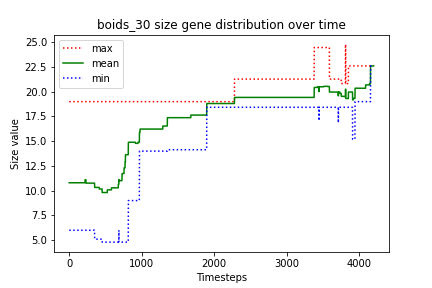 boids_30 size gene distribution over time
max
mean
min
Size value
25.0
22.5
20.0
17.5
15.0
12.5
10.0
7.5
5.0
0
1000
2000
3000
4000
Timesteps